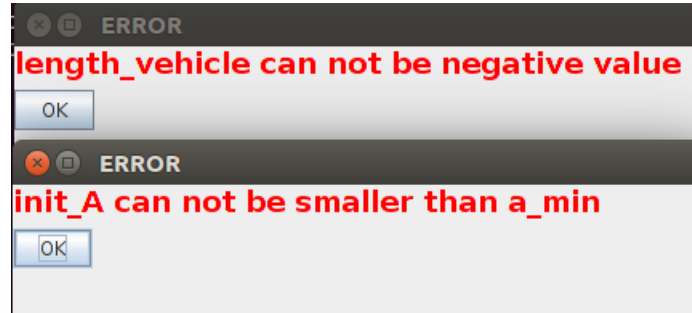 ERROR
length_vehicle can not be negative value
OK
ERROR
init_A can not be smaller than a_min
OK